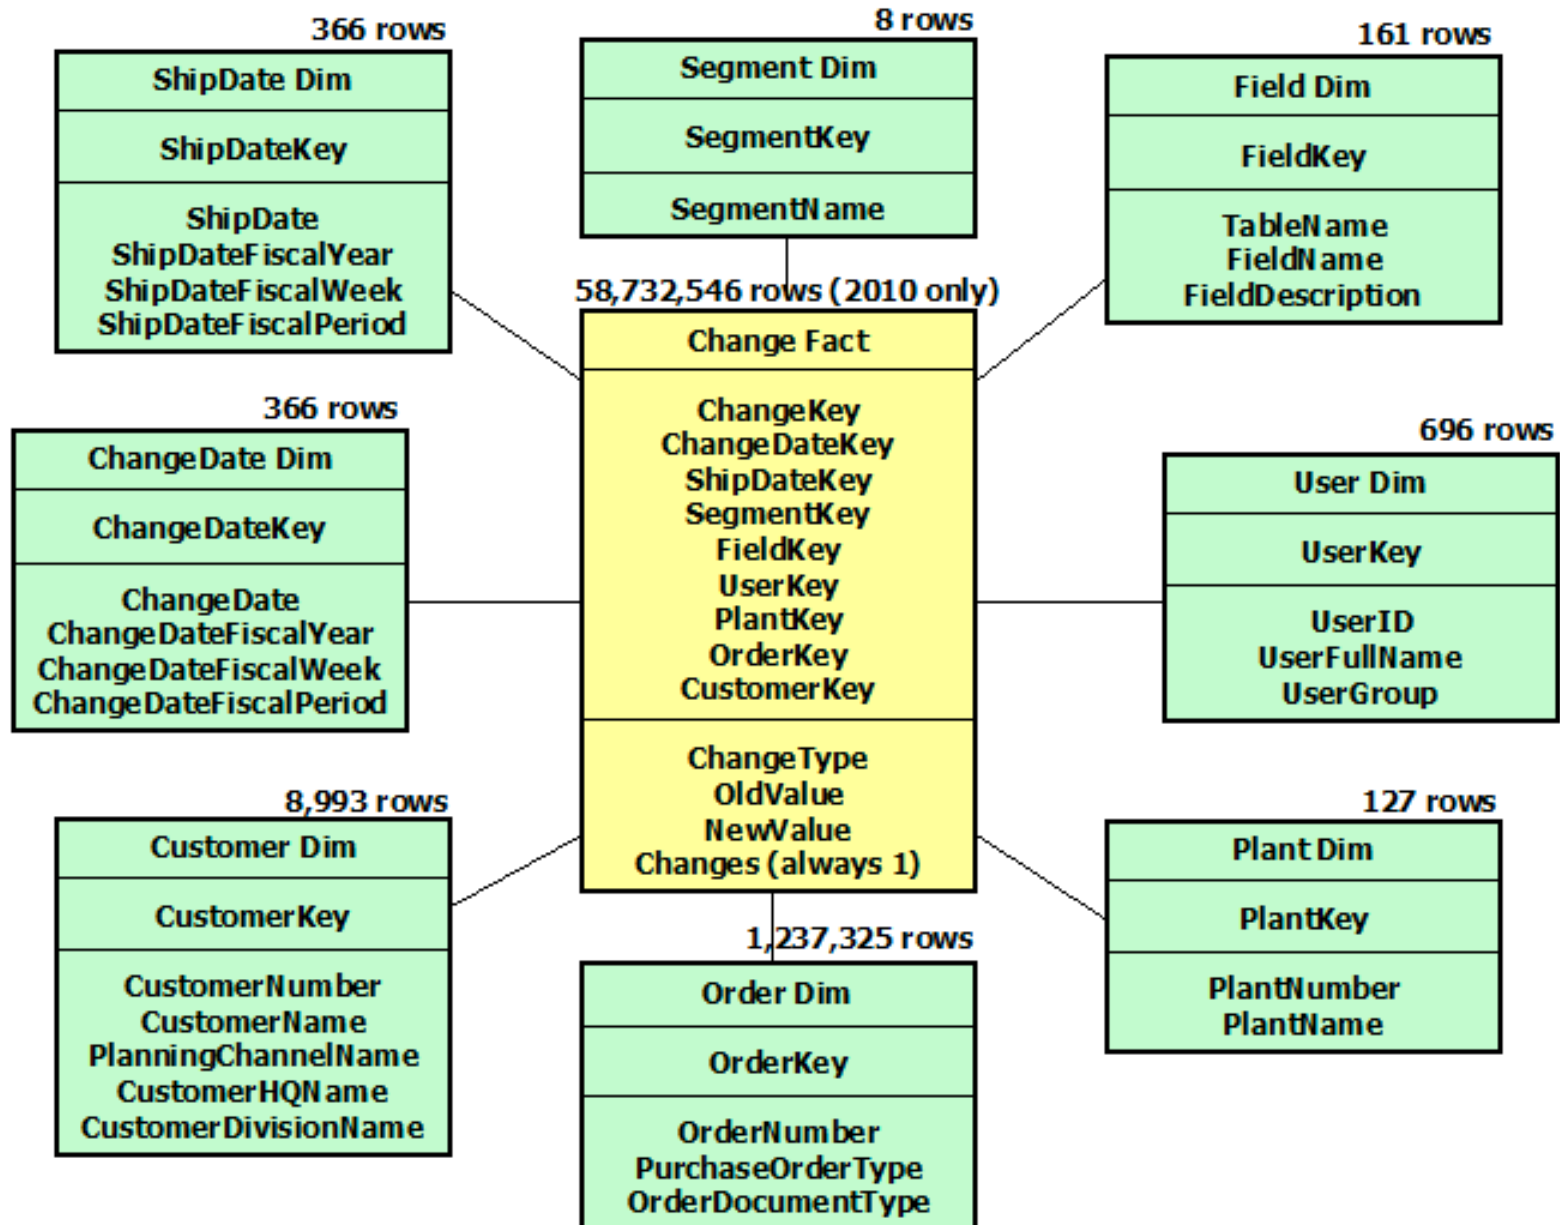 366 rows
ShipDate Dim
ShipDateKey
ShipDate
ShipDateFiscalYear
ShipDateFiscalWeek
ShipDateFiscalPeriod
8 rows
Segment Dim
SegmentKey
SegmentName
161 rows
Field Dim
FieldKey
TableName
FieldName
FieldDescription
58,732,546 rows (2010 only)
Change Fact
ChangeKey
ChangeDateKey
ShipDateKey
SegmentKey
FieldKey
UserKey
PlantKey
OrderKey
CustomerKey
ChangeType
OldValue
NewValue
Changes (always 1)
366 rows
ChangeDate Dim
ChangeDateKey
ChangeDate
ChangeDateFiscalYear
ChangeDateFiscalWeek
ChangeDateFiscalPeriod
696 rows
User Dim
UserKey
UserID
UserFullName
UserGroup
8,993 rows
Customer Dim
CustomerKey
CustomerNumber
CustomerName
PlanningChannelName
CustomerHQName
CustomerDivisionName
1,237,325 rows
Order Dim
OrderKey
OrderNumber
PurchaseOrderType
OrderDocumentType
127 rows
Plant Dim
PlantKey
PlantNumber
PlantName